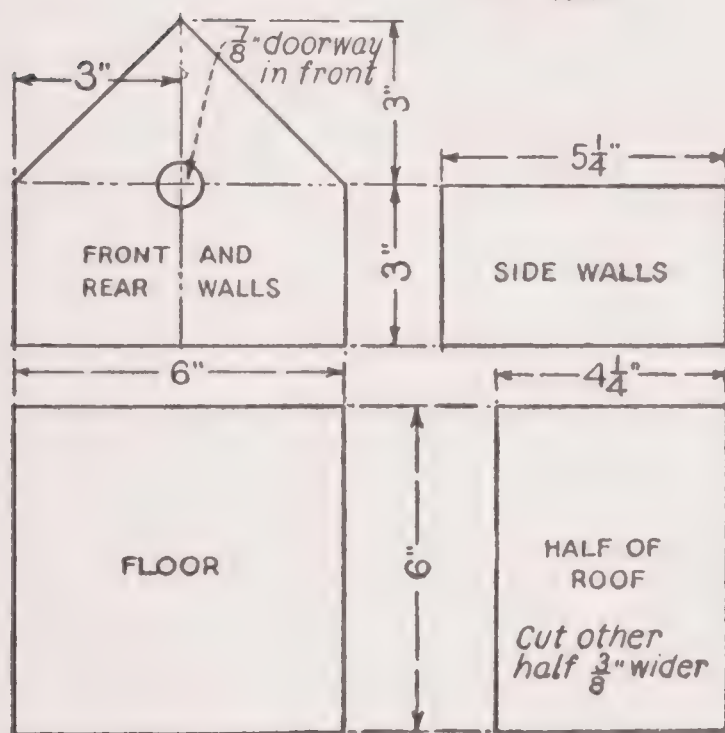 7/8" doorway
in front
3"
3"
5 1/4"
FRONT AND
REAR WALLS
3"
SIDE WALLS
6"
4 1/4"
FLOOR
6"
HALF OF
ROOF
Cut other
half 3/8" wider